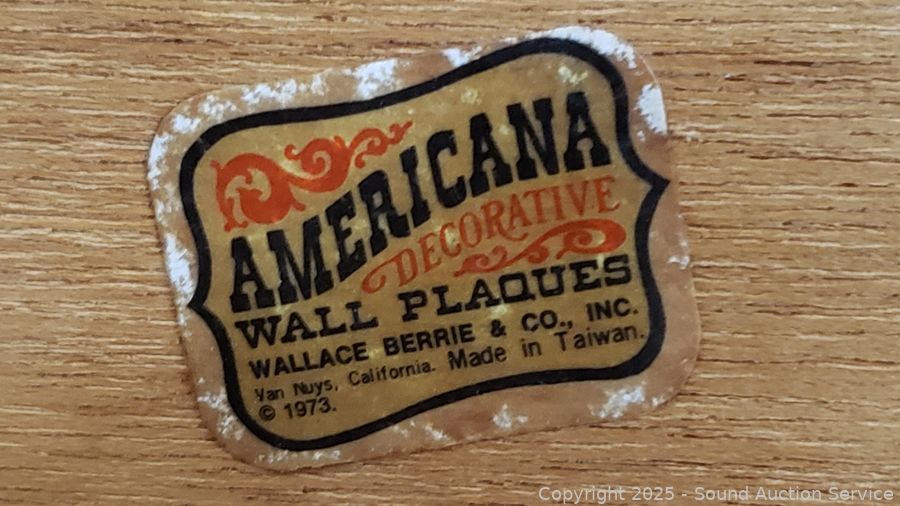 AMERICANA
DECORATIVE
WALL PLAQUES
WALLACE BERRIE & CO., INC.
Van Nuys, California. Made in Taiwan.
© 1973.
Copyright 2025 - Sound Auction Service